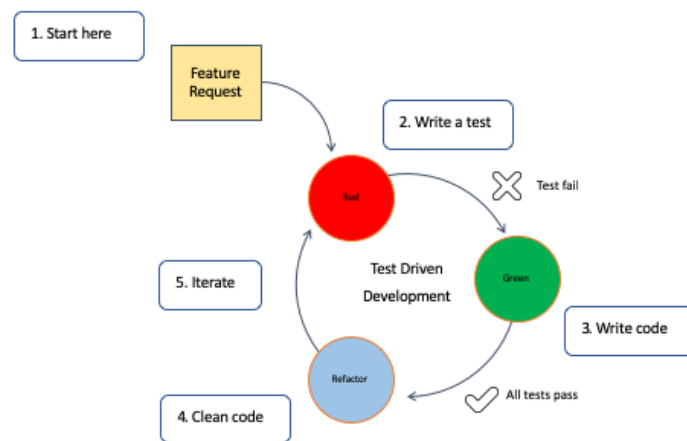 1. Start here
Feature
Request
2. Write a test
Red
Test fail
Test Driven
Development
Green
5. Iterate
3. Write code
Refactor
All tests pass
4. Clean code